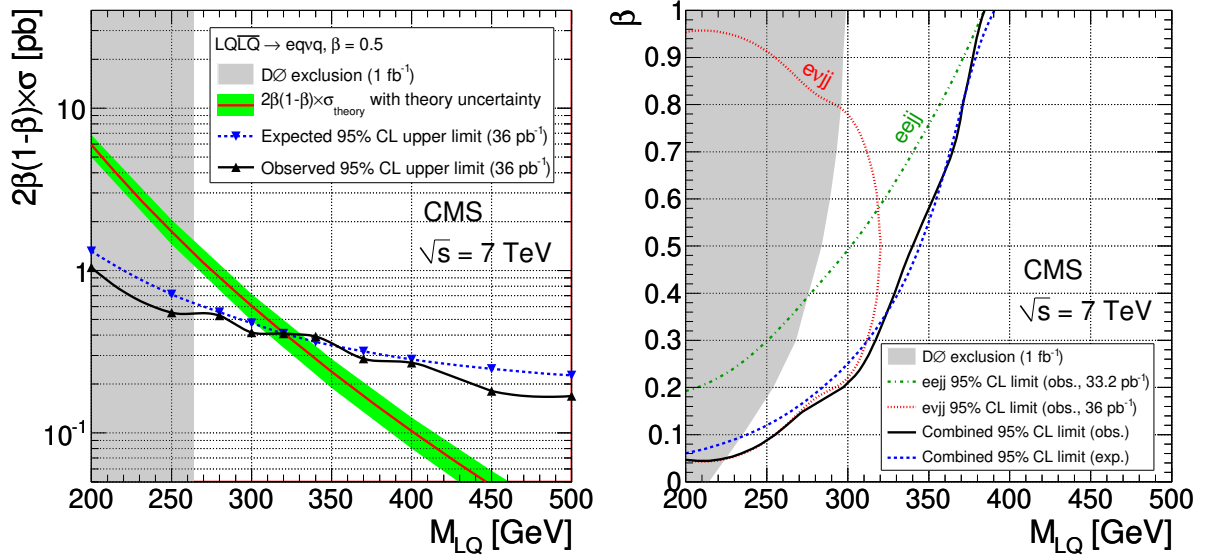 2β(1-β)×σ [pb]
10
1
10⁻¹
LQL̅Q̅ → eqνq, β = 0.5
DØ exclusion (1 fb⁻¹)
2β(1-β)×σ_theory with theory uncertainty
Expected 95% CL upper limit (36 pb⁻¹)
Observed 95% CL upper limit (36 pb⁻¹)
CMS
√s = 7 TeV
200 250 300 350 400 450 500
M_LQ [GeV]
β
1
0.9
0.8
0.7
0.6
0.5
0.4
0.3
0.2
0.1
0
eνjj
eejj
CMS
√s = 7 TeV
DØ exclusion (1 fb⁻¹)
eejj 95% CL limit (obs., 33.2 pb⁻¹)
eνjj 95% CL limit (obs., 36 pb⁻¹)
Combined 95% CL limit (obs.)
Combined 95% CL limit (exp.)
200 250 300 350 400 450 500
M_LQ [GeV]